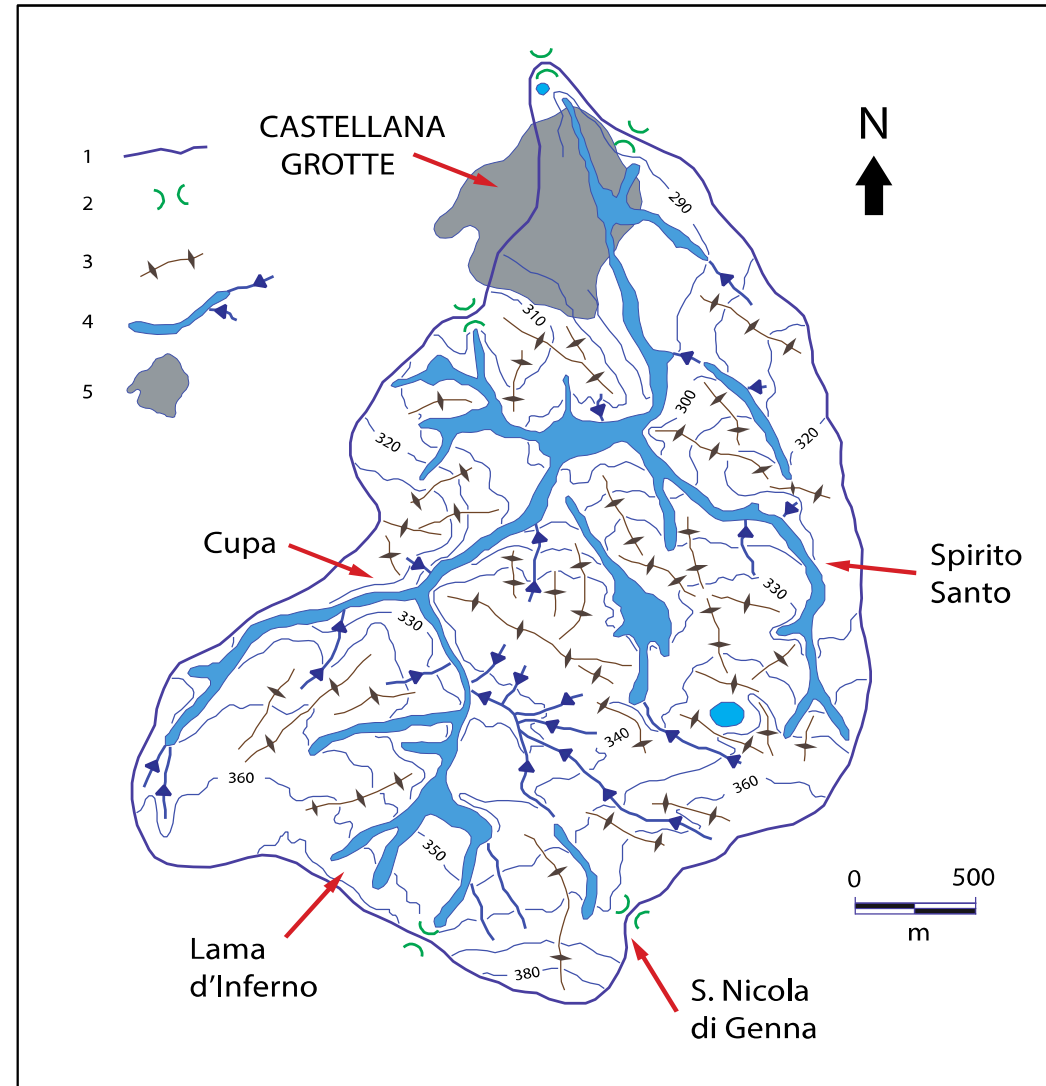 CASTELLANA
GROTTE
N
1
2
3
4
5
290
310
300
320
320
Cupa
Spirito
Santo
330
330
340
360
360
350
0 500
m
Lama
d'Inferno
380
S. Nicola
di Genna